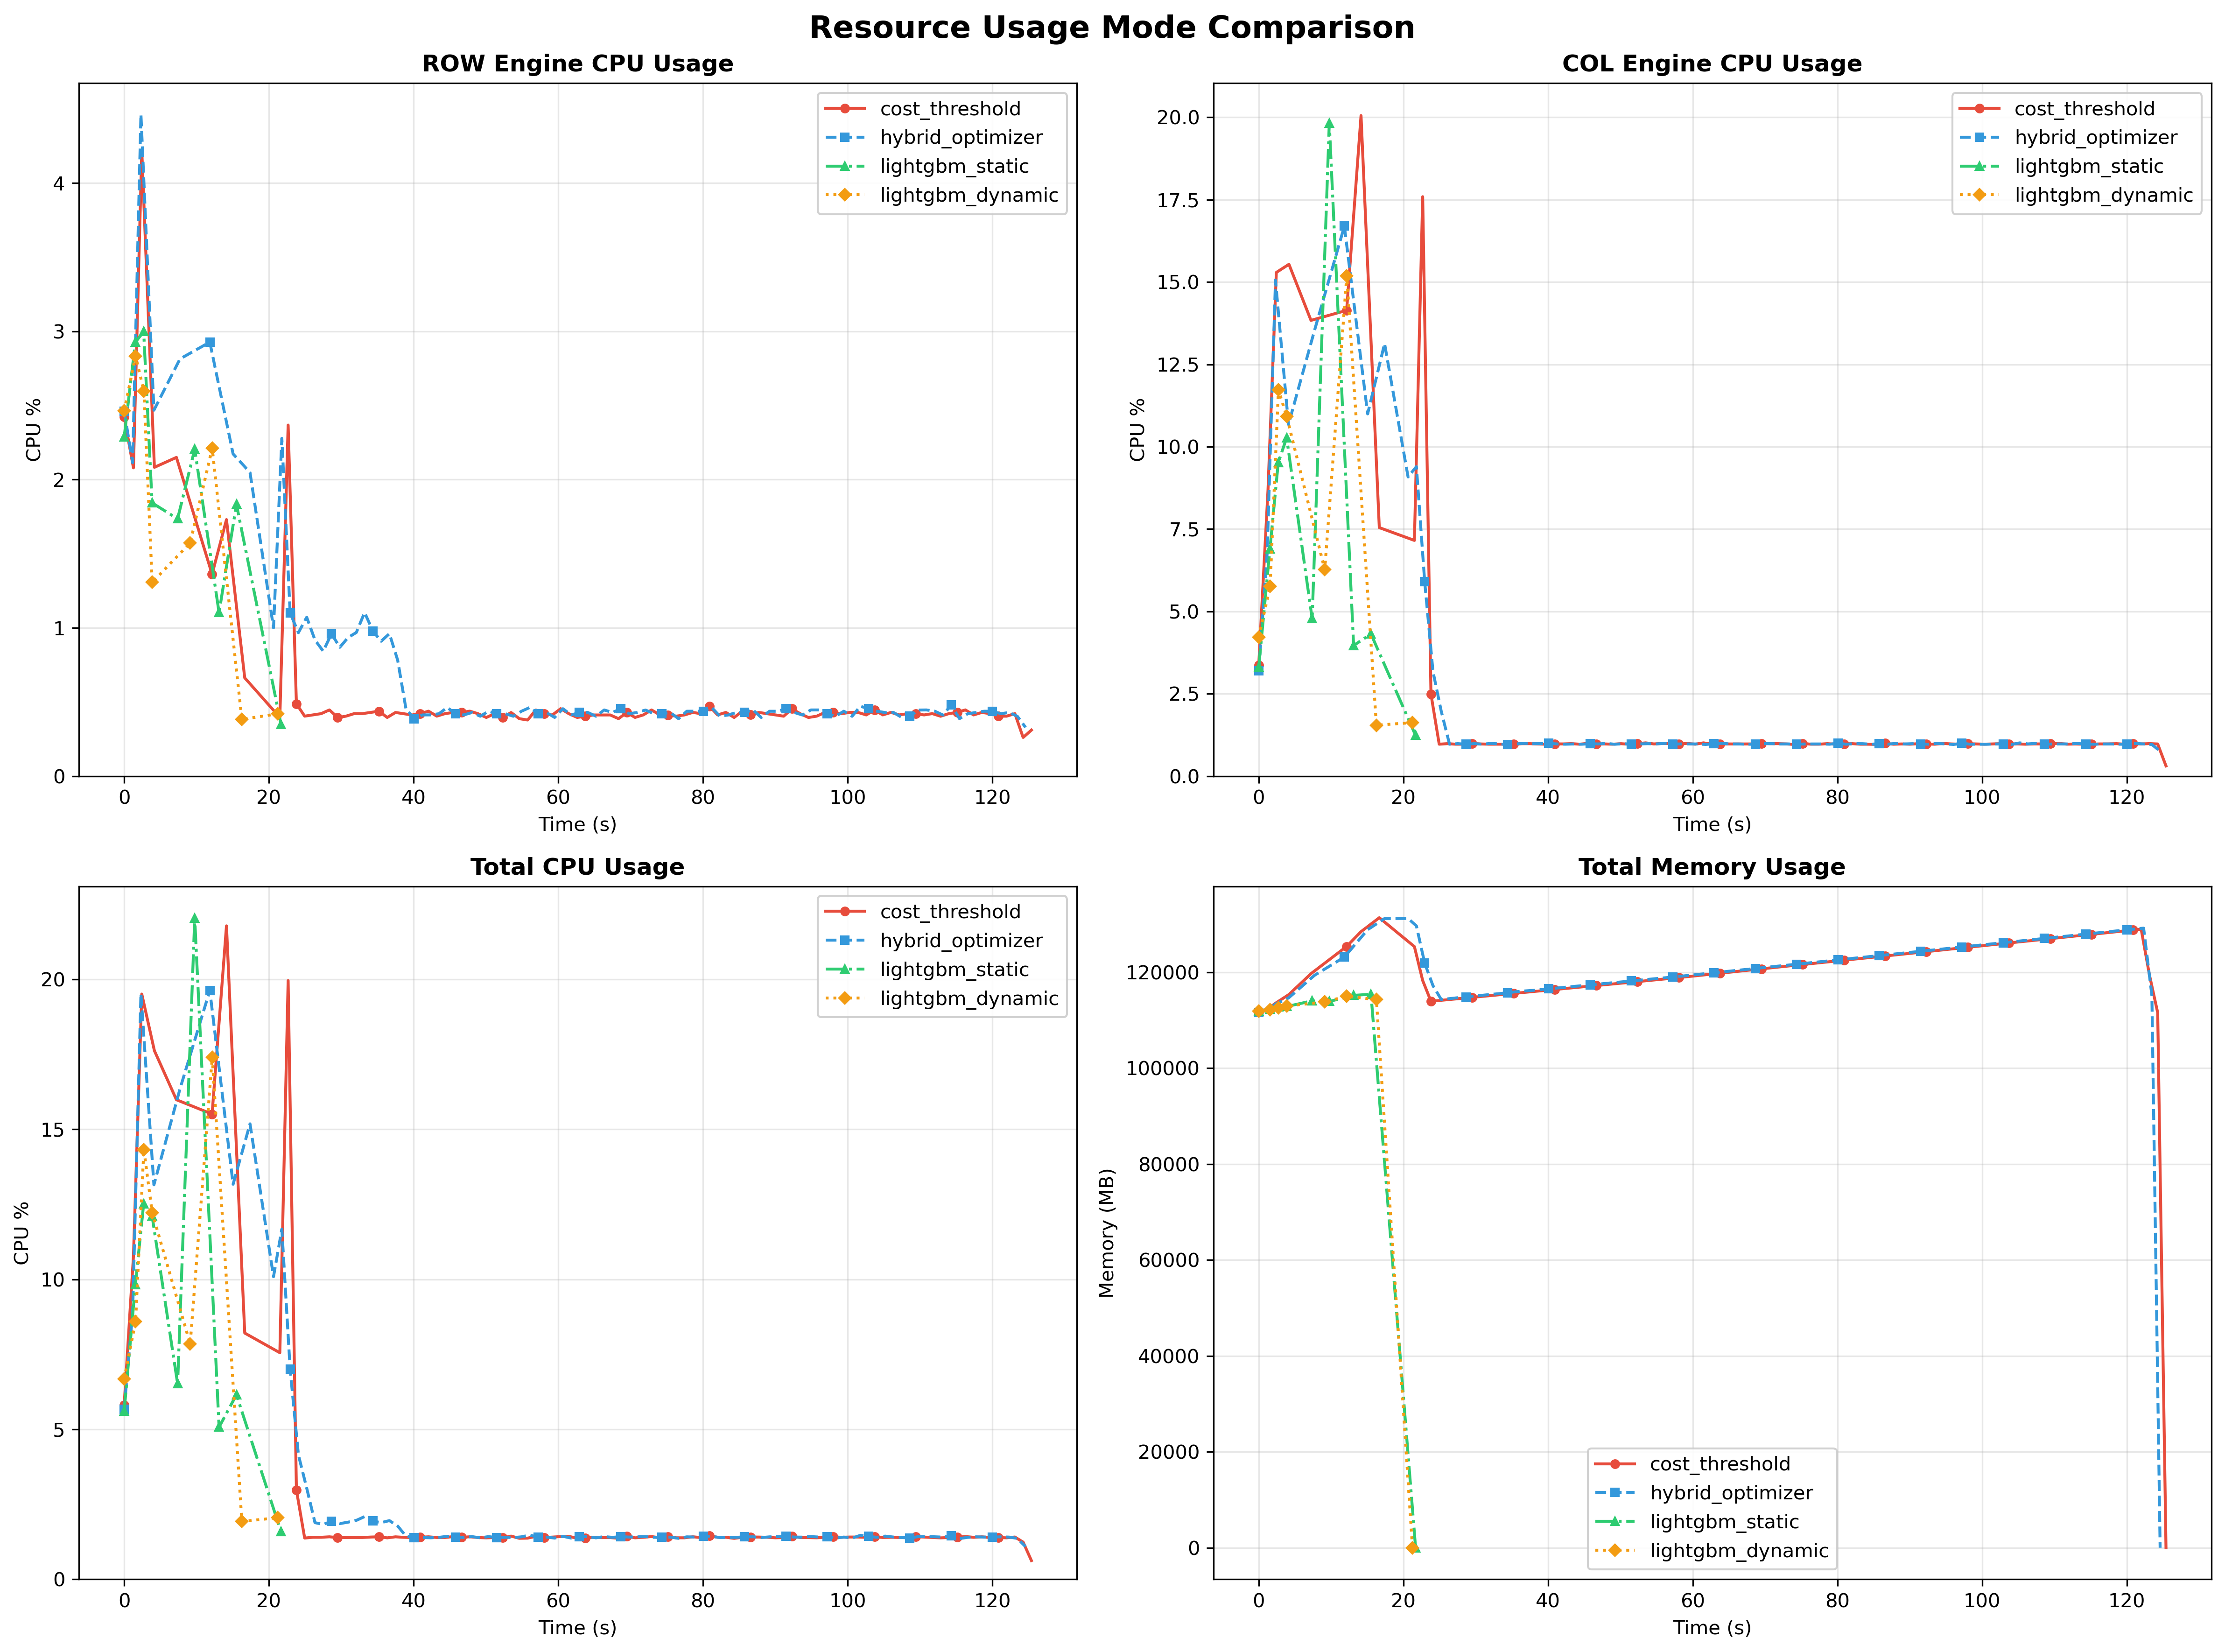 Resource Usage Mode Comparison
ROW Engine CPU Usage
4
3
2
1
0
CPU %
0 20 40 60 80 100 120
Time (s)
cost_threshold
hybrid_optimizer
lightgbm_static
lightgbm_dynamic
COL Engine CPU Usage
20.0
17.5
15.0
12.5
10.0
7.5
5.0
2.5
0.0
CPU %
0 20 40 60 80 100 120
Time (s)
cost_threshold
hybrid_optimizer
lightgbm_static
lightgbm_dynamic
Total CPU Usage
20
15
10
5
0
CPU %
0 20 40 60 80 100 120
Time (s)
cost_threshold
hybrid_optimizer
lightgbm_static
lightgbm_dynamic
Total Memory Usage
120000
100000
80000
60000
40000
20000
0
Memory (MB)
0 20 40 60 80 100 120
Time (s)
cost_threshold
hybrid_optimizer
lightgbm_static
lightgbm_dynamic